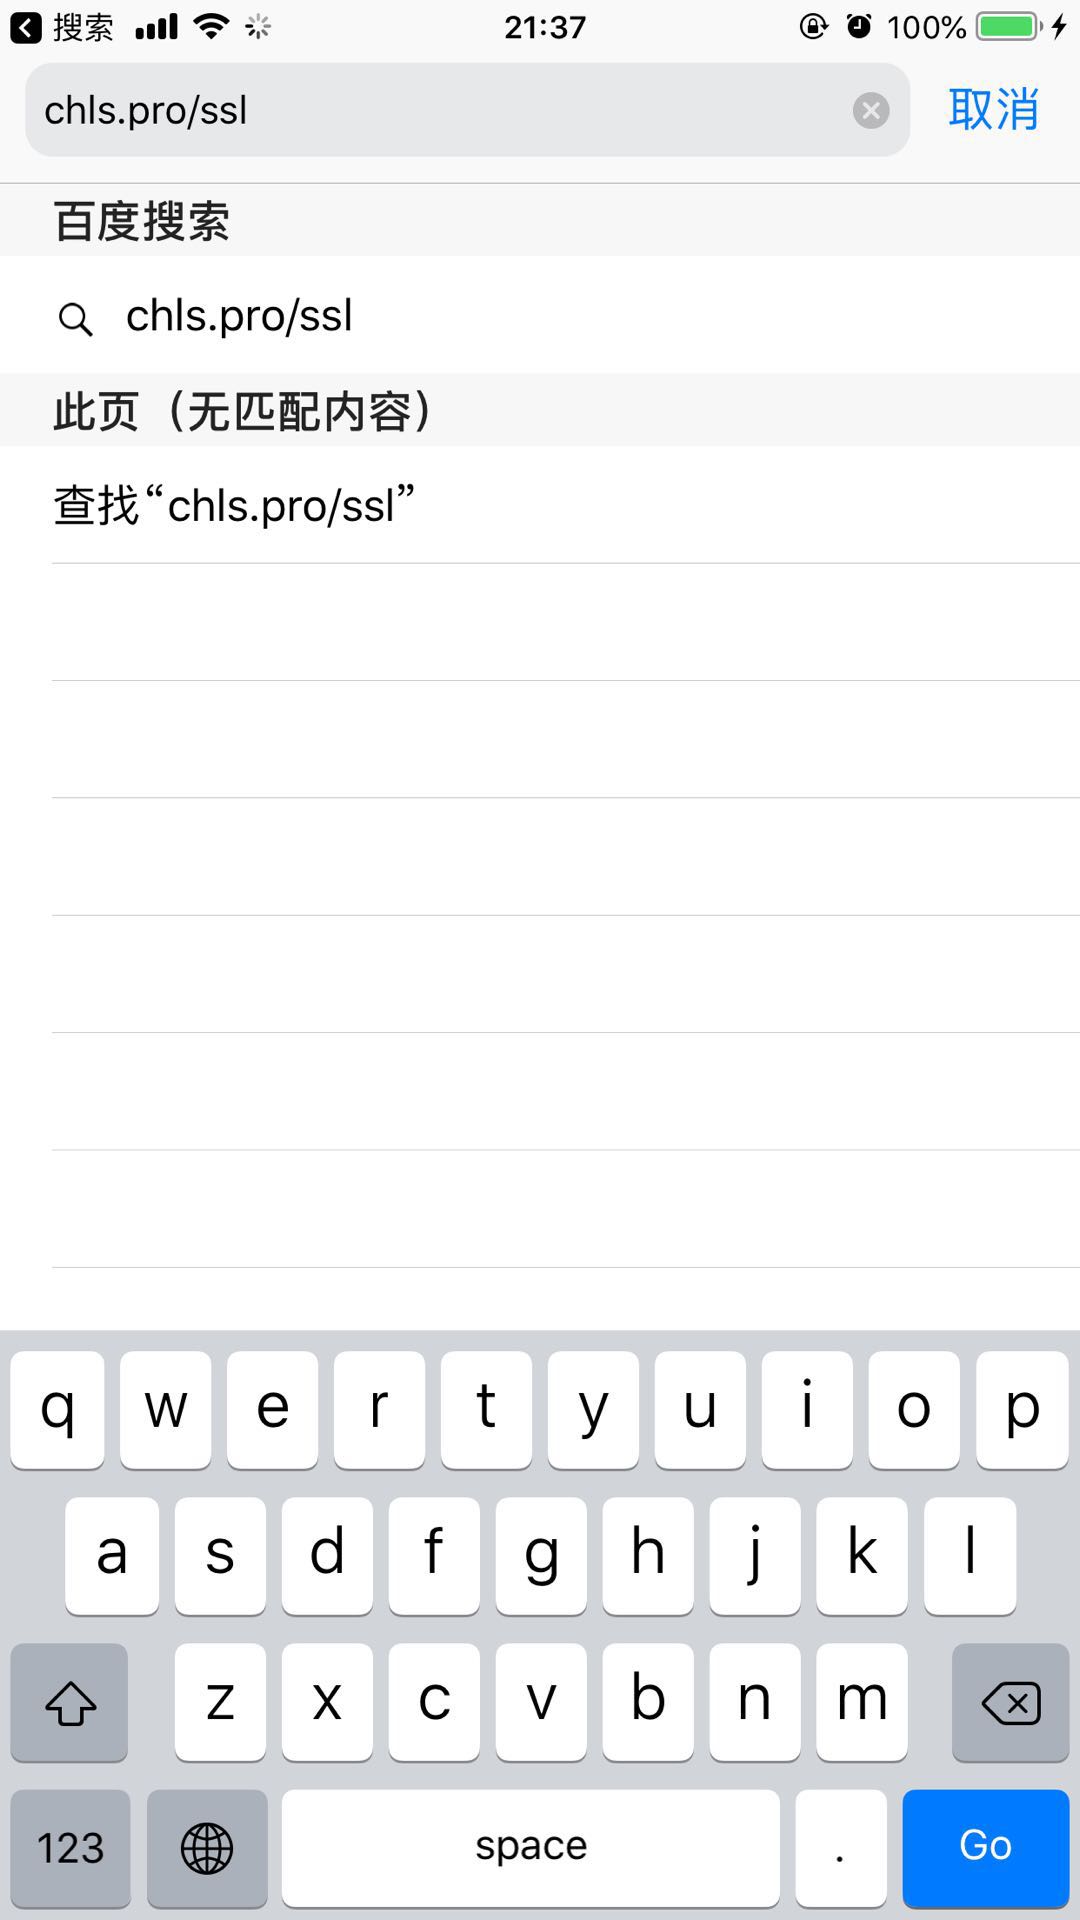 搜索 21:37 100%
chls.pro/ssl 取消
百度搜索
chls.pro/ssl
此页（无匹配内容）
查找“chls.pro/ssl”
q w e r t y u i o p
a s d f g h j k l
z x c v b n m
123 space . Go